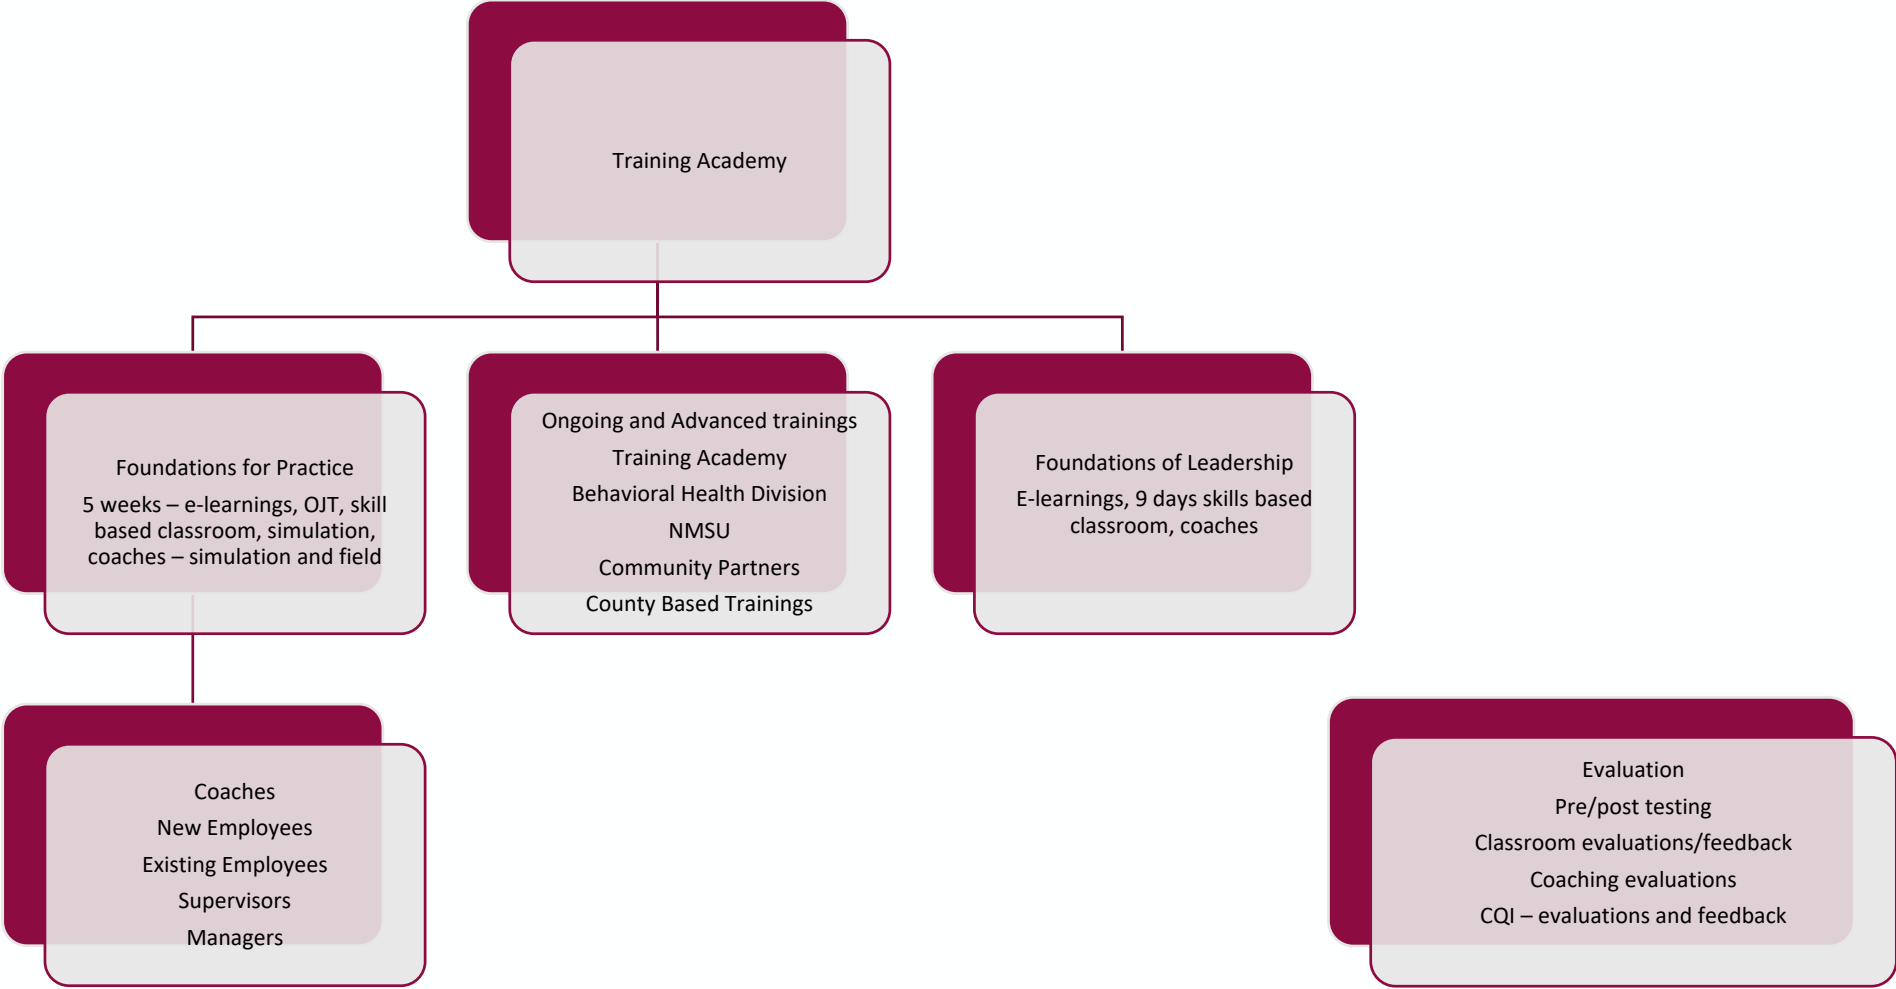 Training Academy
Foundations for Practice
5 weeks – e-learnings, OJT, skill
based classroom, simulation,
coaches – simulation and field
Ongoing and Advanced trainings
Training Academy
Behavioral Health Division
NMSU
Community Partners
County Based Trainings
Foundations of Leadership
E-learnings, 9 days skills based
classroom, coaches
Coaches
New Employees
Existing Employees
Supervisors
Managers
Evaluation
Pre/post testing
Classroom evaluations/feedback
Coaching evaluations
CQI – evaluations and feedback